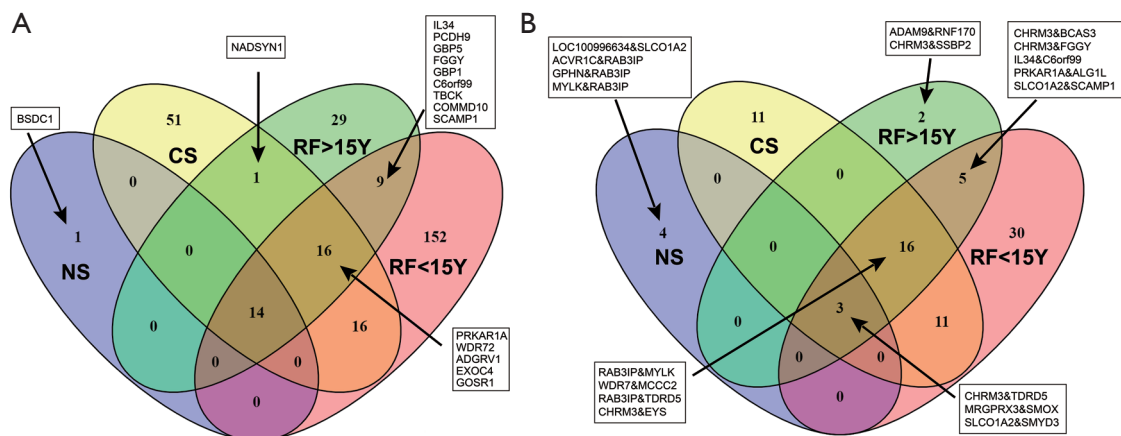 A
NADSYN1
IL34
PCDH9
GBP5
FGGY
GBP1
C6orf99
TBCK
COMMD10
SCAMP1
BSDC1
51
29
CS
RF>15Y
0
1
9
1
0
16
152
NS
RF<15Y
14
0
16
0
0
0
PRKAR1A
WDR72
ADGRV1
EXOC4
GOSR1
B
LOC100996634&SLCO1A2
ACVR1C&RAB3IP
GPHN&RAB3IP
MYLK&RAB3IP
ADAM9&RNF170
CHRM3&SSBP2
CHRM3&BCAS3
CHRM3&FGGY
IL34&C6orf99
PRKAR1A&ALG1L
SLCO1A2&SCAMP1
11
2
CS
RF>15Y
0
0
5
4
0
16
30
NS
RF<15Y
3
0
11
0
0
0
RAB3IP&MYLK
WDR7&MCCC2
RAB3IP&TDRD5
CHRM3&EYS
CHRM3&TDRD5
MRGPRX3&SMOX
SLCO1A2&SMYD3